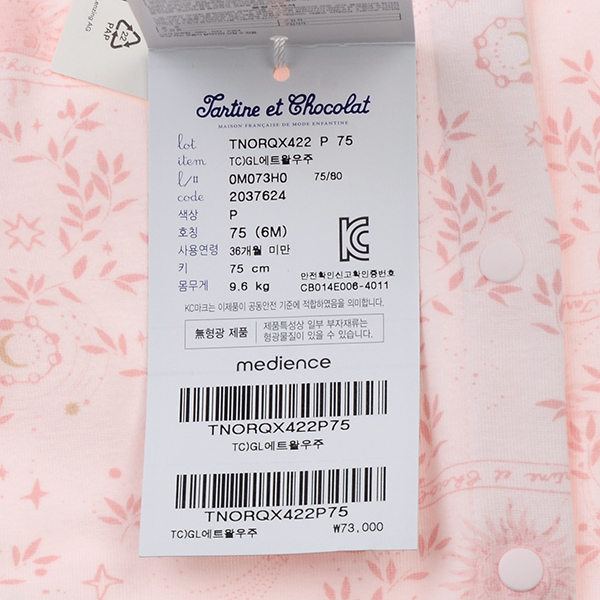 enzing AG
22
PAP
Tartine et Chocolat
MAISON FRANÇAISE DE MODE ENFANTINE
lot TNORQX422 P 75
item TC)GL에트왈우주
l/# 0M073H0 75/80
code 2037624
색상 P
호칭 75 (6M)
사용연령 36개월 미만
키 75 cm
몸무게 9.6 kg
안전확인신고확인증번호
CB014E006-4011
KC마크는 이제품이 공통안전 기준에 적합하였음을 의미합니다.
無형광 제품
제품특성상 일부 부자재류는
형광물질이 있을 수 있습니다.
medience
TNORQX422P75
TC)GL에트왈우주
TNORQX422P75
TC)GL에트왈우주 ₩73,000